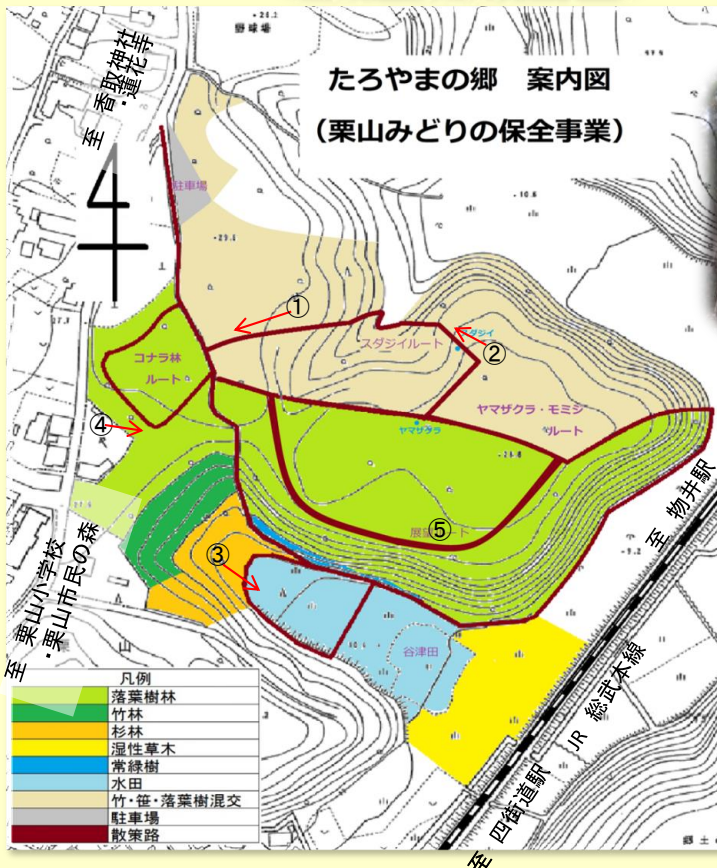 たろやまの郷 案内図
(栗山みどりの保全事業)
野球場
至 香取神社
・蓮花寺
駐車場
①
スダジイ
②
スダジイルート
コナラ林
ルート
ヤマザクラ・モミジ
ルート
ヤマザクラ
④
⑤
③
谷津田
至 物井駅
至 栗山小学校
・栗山市民の森
JR 総武本線
至 四街道駅
凡例
落葉樹林
竹林
杉林
湿性草木
常緑樹
水田
竹・笹・落葉樹混交
駐車場
散策路